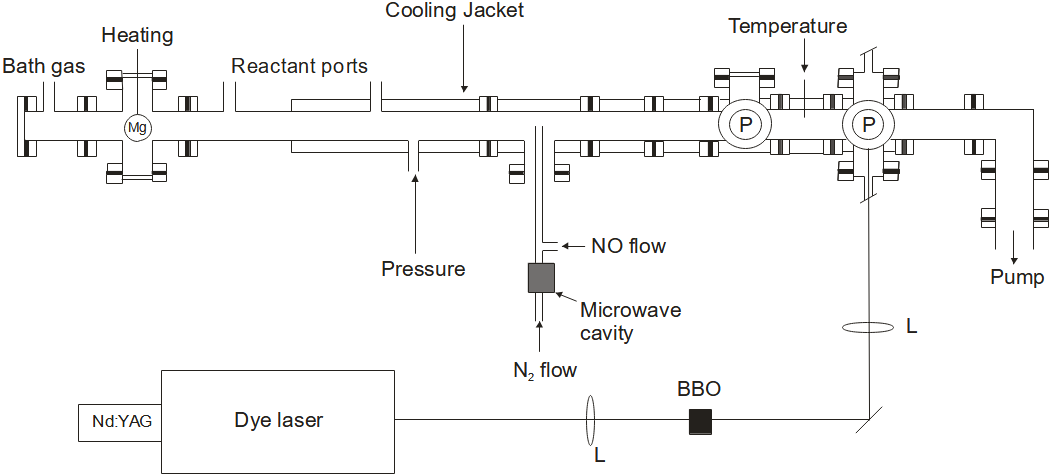 Cooling Jacket
Heating
Temperature
Bath gas
Reactant ports
Mg
P
P
NO flow
Pressure
Pump
Microwave
cavity
L
N₂ flow
BBO
Nd:YAG
Dye laser
L